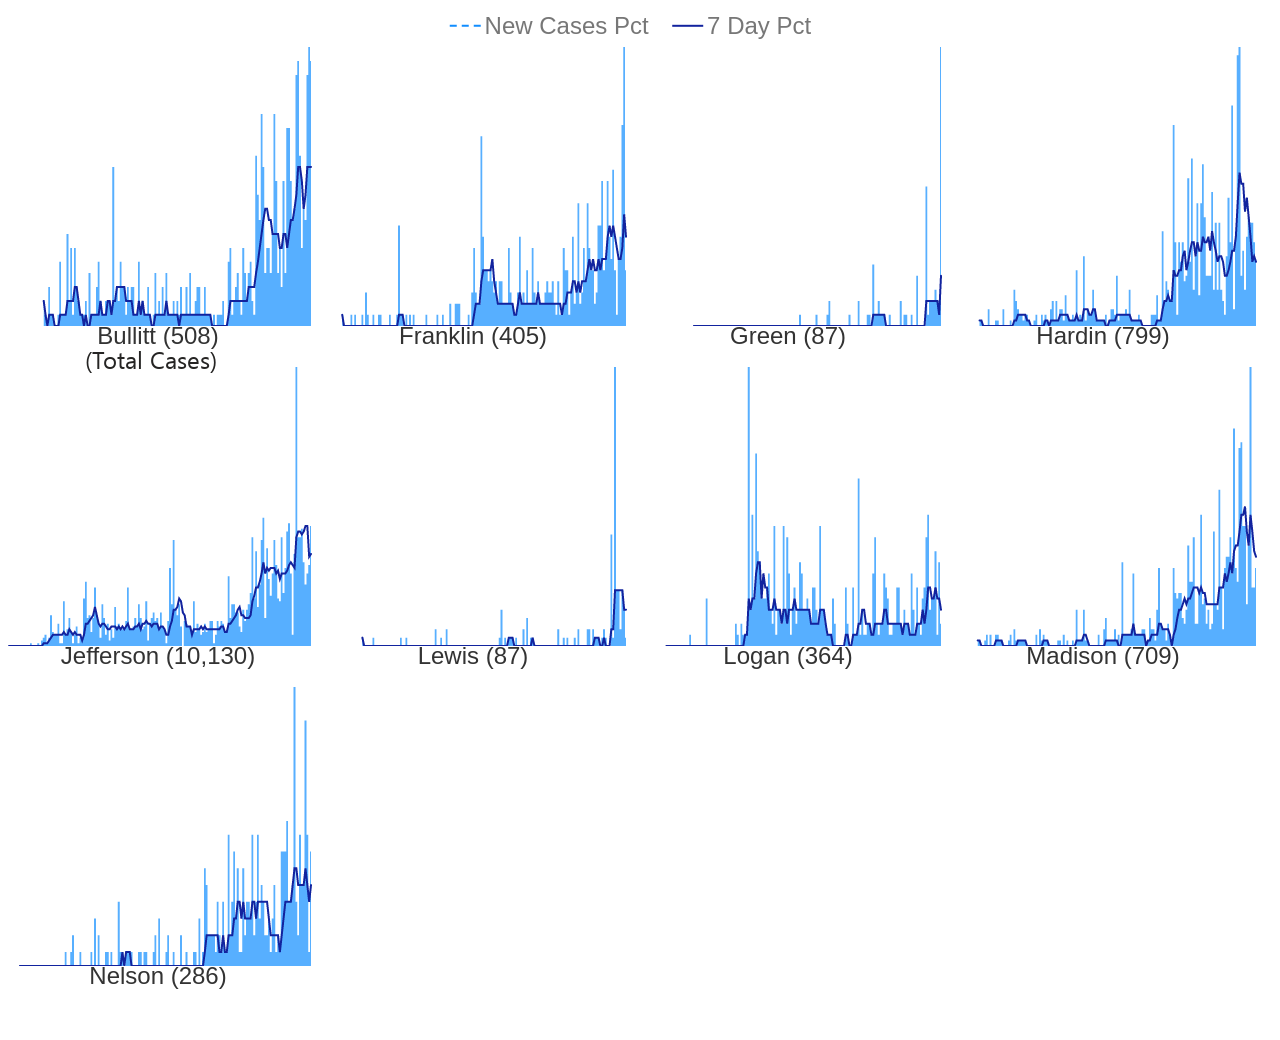 New Cases Pct 7 Day Pct
Bullitt (508) Franklin (405) Green (87) Hardin (799)
(Total Cases)
Jefferson (10,130) Lewis (87) Logan (364) Madison (709)
Nelson (286)